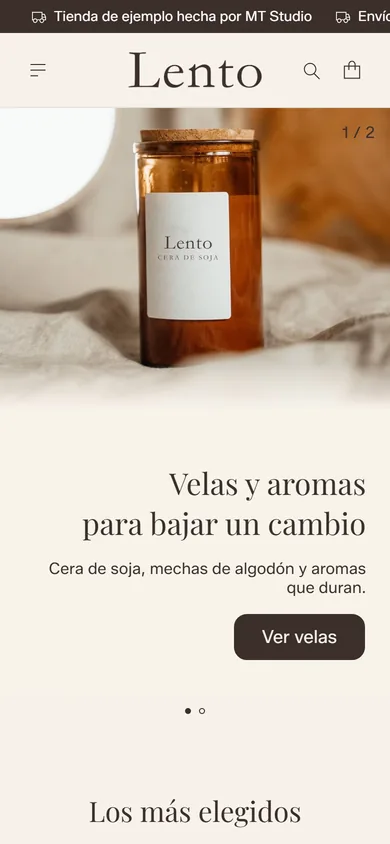 Tienda de ejemplo hecha por MT Studio
Lento
1 / 2
Lento
CERA DE SOJA
Velas y aromas
para bajar un cambio
Cera de soja, mechas de algodón y aromas
que duran.
Ver velas
Los más elegidos